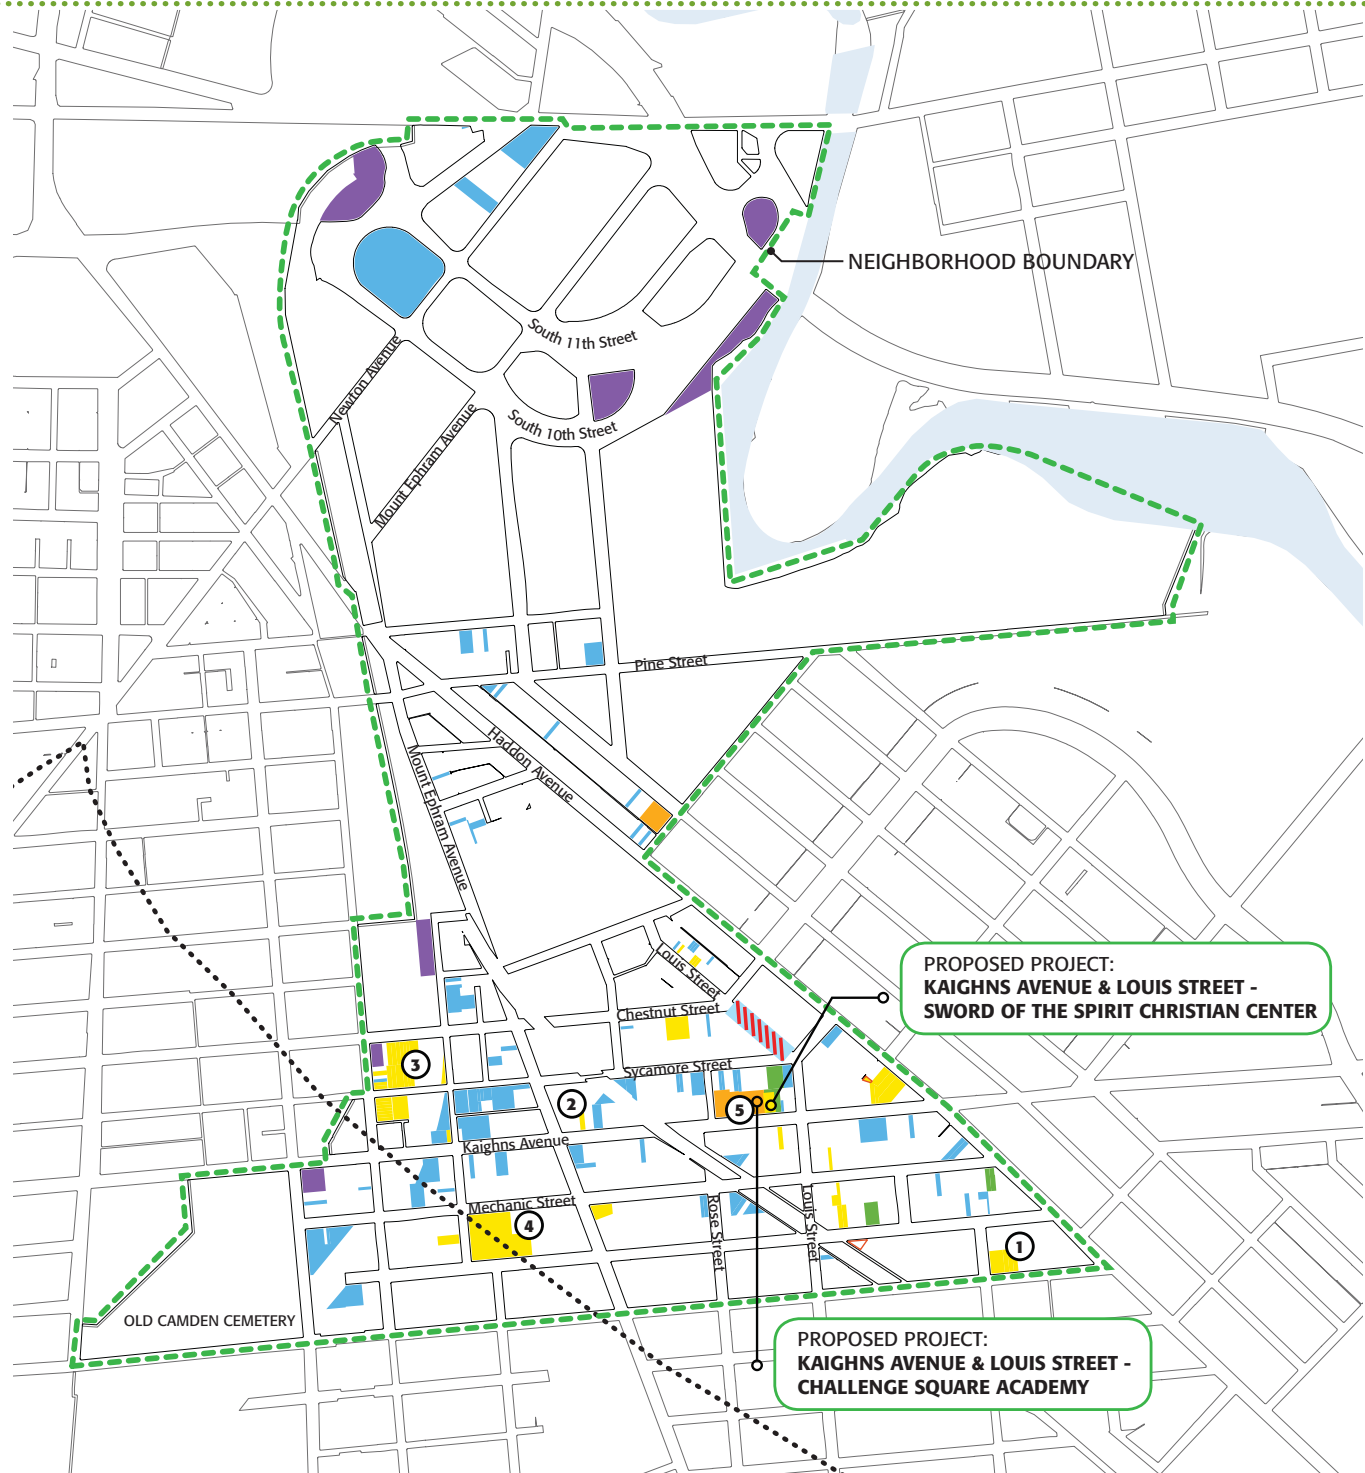 NEIGHBORHOOD BOUNDARY
South 11th Street
Newton Avenue
South 10th Street
Mount Ephram Avenue
Pine Street
Haddon Avenue
Mount Ephram Avenue
Louis Street
PROPOSED PROJECT:
KAIGHNS AVENUE & LOUIS STREET -
SWORD OF THE SPIRIT CHRISTIAN CENTER
Chestnut Street
3
Sycamore Street
2
5
Kaighns Avenue
Mechanic Street
4
Rose Street
Louis Street
1
OLD CAMDEN CEMETERY
PROPOSED PROJECT:
KAIGHNS AVENUE & LOUIS STREET -
CHALLENGE SQUARE ACADEMY